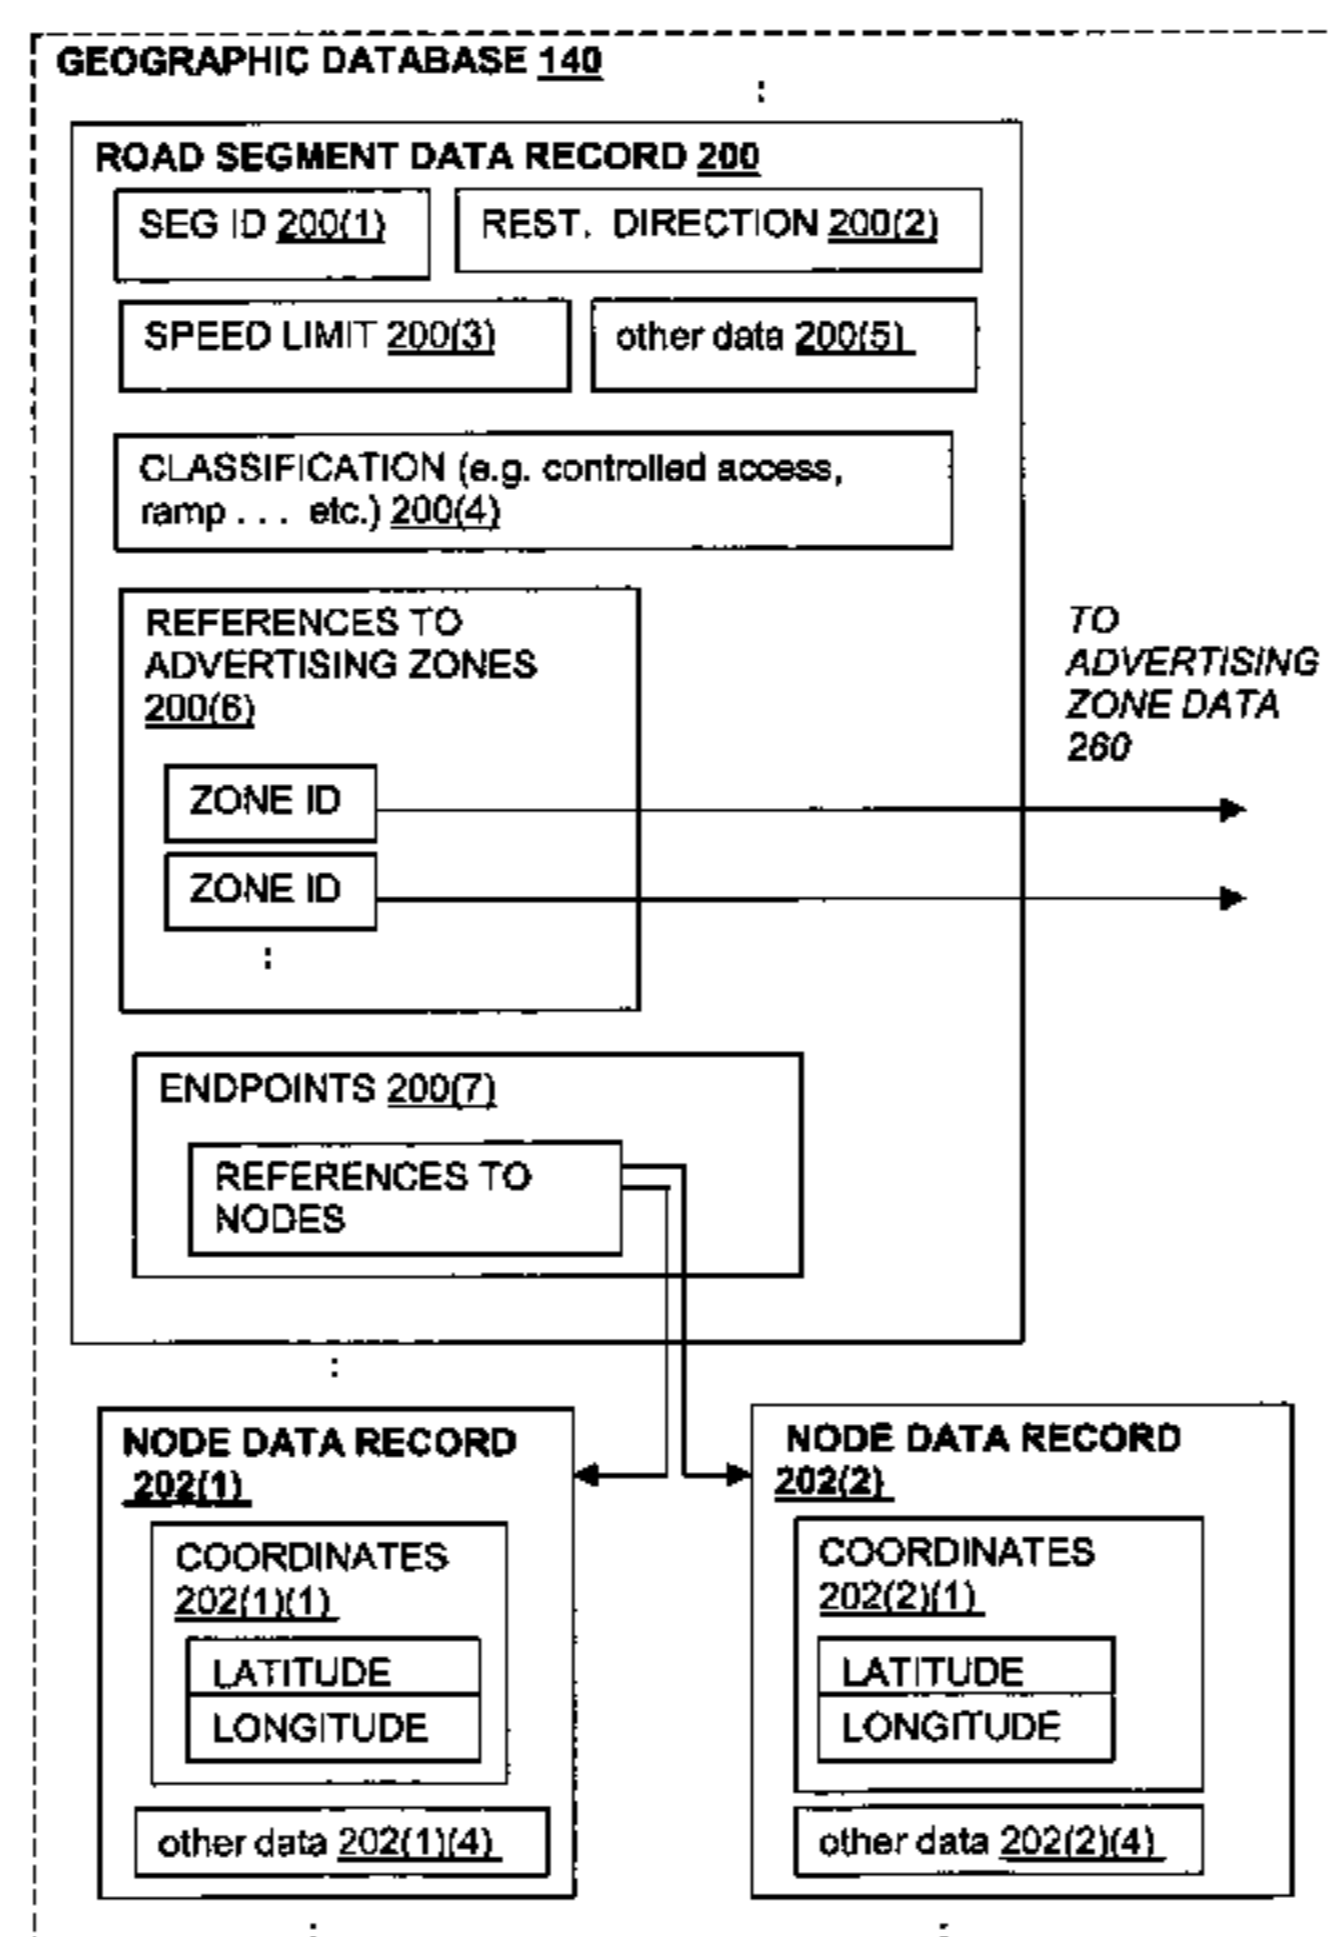 GEOGRAPHIC DATABASE 140
:
ROAD SEGMENT DATA RECORD 200
SEG ID 200(1)
REST. DIRECTION 200(2)
SPEED LIMIT 200(3)
other data 200(5)
CLASSIFICATION (e.g. controlled access,
ramp . . . etc.) 200(4)
REFERENCES TO
ADVERTISING ZONES
200(6)
ZONE ID
ZONE ID
:
TO
ADVERTISING
ZONE DATA
260
ENDPOINTS 200(7)
REFERENCES TO
NODES
:
NODE DATA RECORD
202(1)
COORDINATES
202(1)(1)
LATITUDE
LONGITUDE
other data 202(1)(4)
:
NODE DATA RECORD
202(2)
COORDINATES
202(2)(1)
LATITUDE
LONGITUDE
other data 202(2)(4)
: